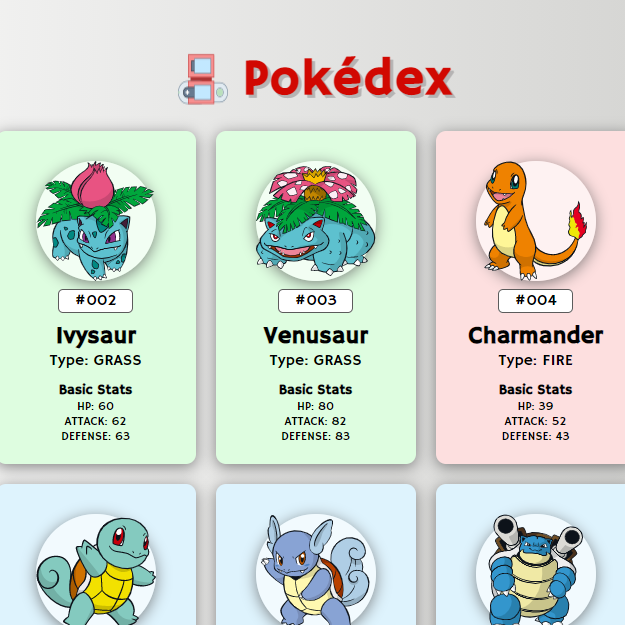 Pokédex
#002
Ivysaur
Type: GRASS
Basic Stats
HP: 60
ATTACK: 62
DEFENSE: 63
#003
Venusaur
Type: GRASS
Basic Stats
HP: 80
ATTACK: 82
DEFENSE: 83
#004
Charmander
Type: FIRE
Basic Stats
HP: 39
ATTACK: 52
DEFENSE: 43